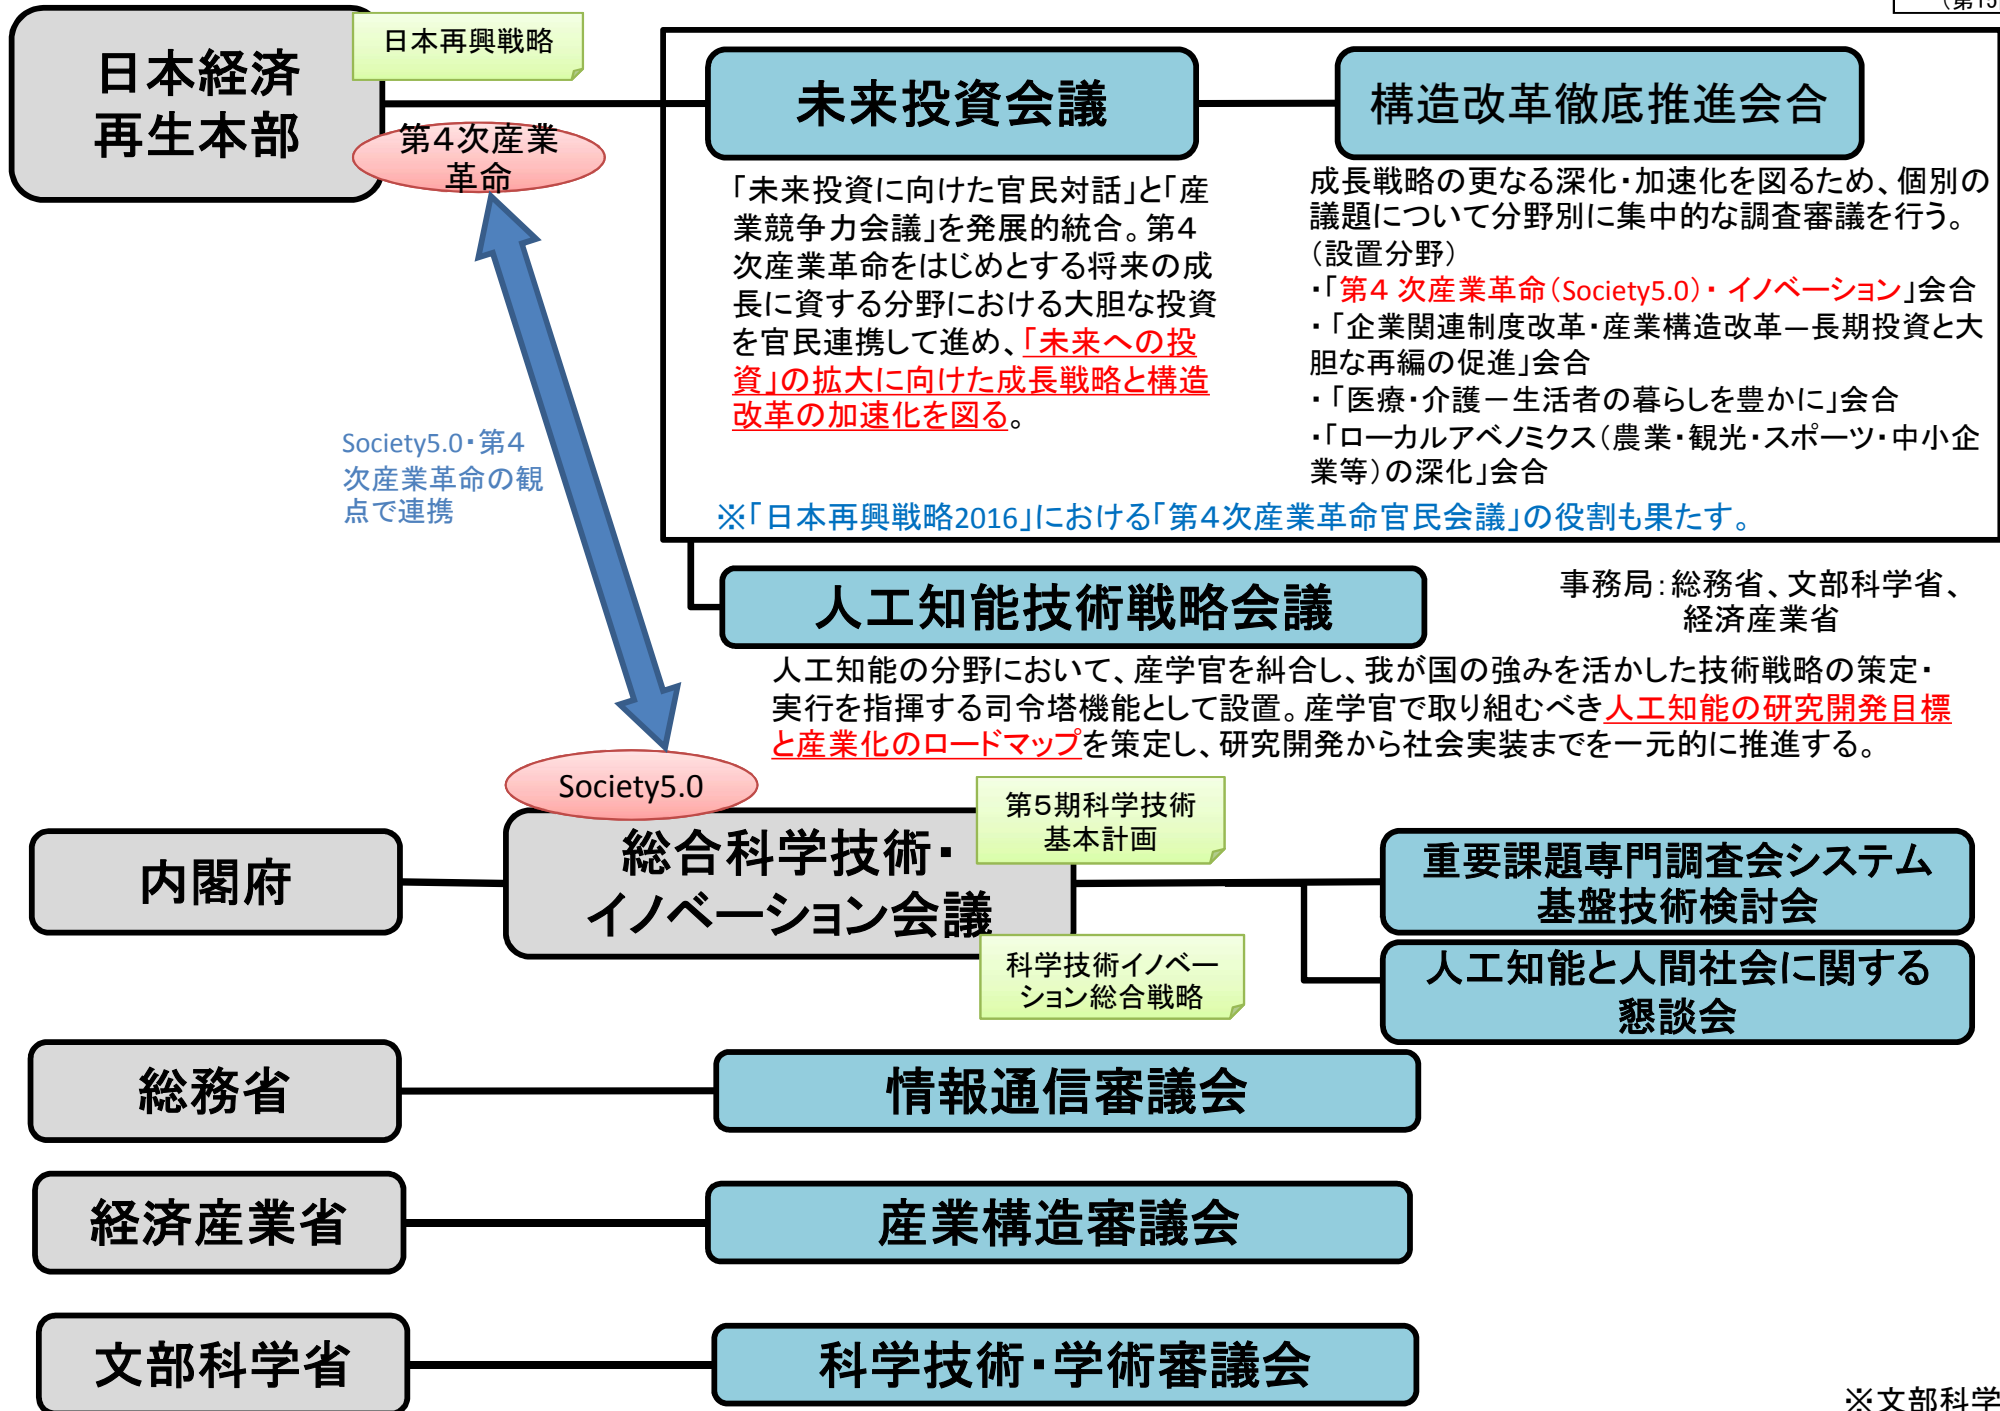 (第15
日本経済
再生本部
日本再興戦略
第４次産業
革命
未来投資会議
構造改革徹底推進会合
「未来投資に向けた官民対話」と「産
業競争力会議」を発展的統合。第４
次産業革命をはじめとする将来の成
長に資する分野における大胆な投資
を官民連携して進め、「未来への投
資」の拡大に向けた成長戦略と構造
改革の加速化を図る。
成長戦略の更なる深化・加速化を図るため、個別の
議題について分野別に集中的な調査審議を行う。
（設置分野）
・「第４ 次産業革命（Society5.0）・ イノベーション」会合
・「企業関連制度改革・産業構造改革―長期投資と大
胆な再編の促進」会合
・「医療・介護－生活者の暮らしを豊かに」会合
・「ローカルアベノミクス（農業・観光・スポーツ・中小企
業等）の深化」会合
※「日本再興戦略2016」における「第４次産業革命官民会議」の役割も果たす。
Society5.0・第４
次産業革命の観
点で連携
人工知能技術戦略会議
事務局：総務省、文部科学省、
経済産業省
人工知能の分野において、産学官を糾合し、我が国の強みを活かした技術戦略の策定・
実行を指揮する司令塔機能として設置。産学官で取り組むべき人工知能の研究開発目標
と産業化のロードマップを策定し、研究開発から社会実装までを一元的に推進する。
Society5.0
第５期科学技術
基本計画
内閣府
総合科学技術・
イノベーション会議
科学技術イノベー
ション総合戦略
重要課題専門調査会システム
基盤技術検討会
人工知能と人間社会に関する
懇談会
総務省
情報通信審議会
経済産業省
産業構造審議会
文部科学省
科学技術・学術審議会
※文部科学